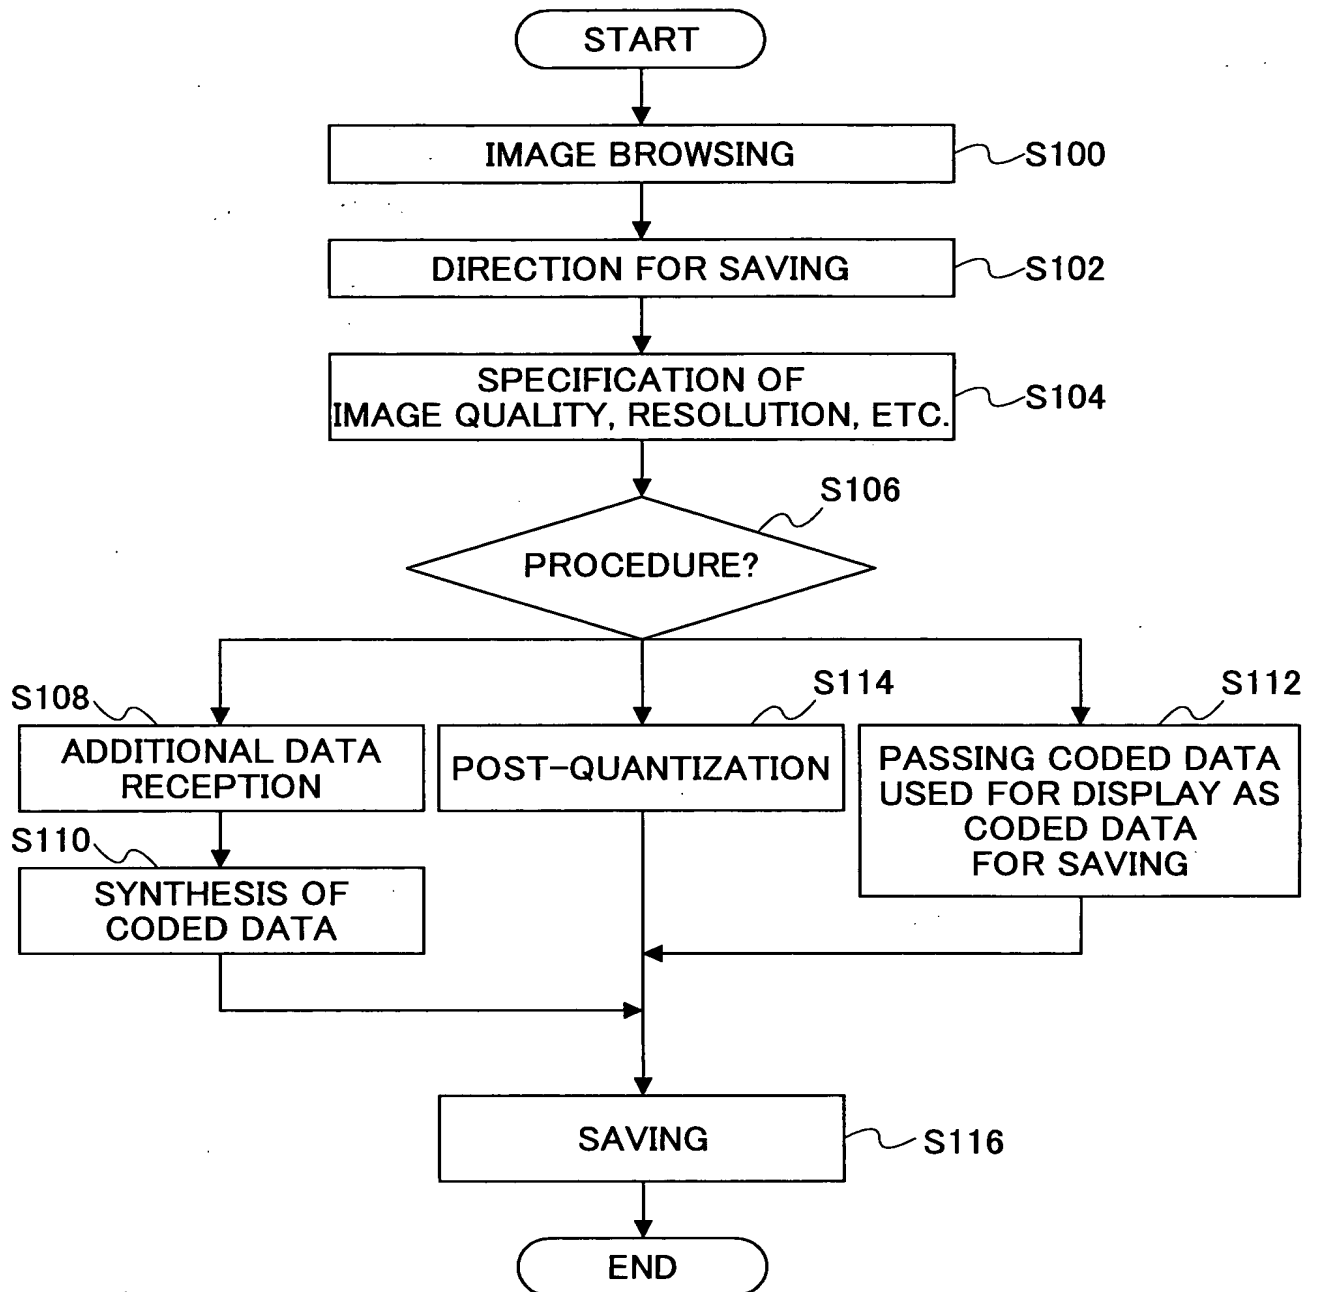 START
IMAGE BROWSING
S100
DIRECTION FOR SAVING
S102
SPECIFICATION OF
IMAGE QUALITY, RESOLUTION, ETC.
S104
S106
PROCEDURE?
S108
ADDITIONAL DATA
RECEPTION
S114
POST-QUANTIZATION
S112
PASSING CODED DATA
USED FOR DISPLAY AS
CODED DATA
FOR SAVING
S110
SYNTHESIS OF
CODED DATA
SAVING
S116
END